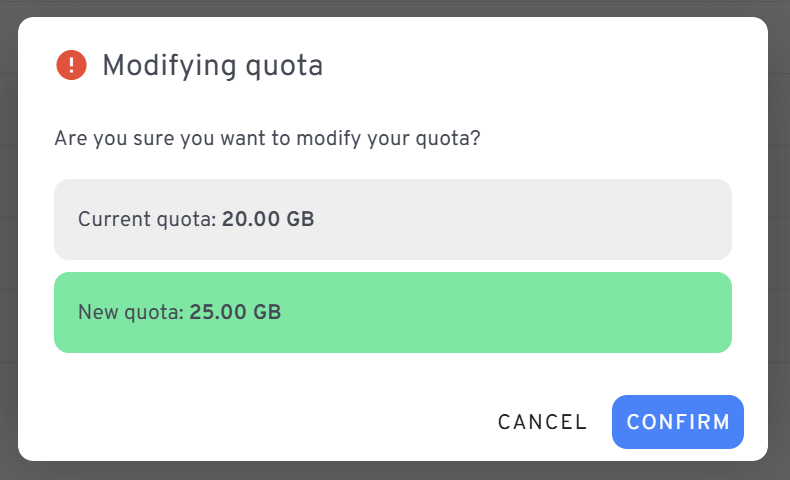 Modifying quota
Are you sure you want to modify your quota?
Current quota: 20.00 GB
New quota: 25.00 GB
CANCEL CONFIRM